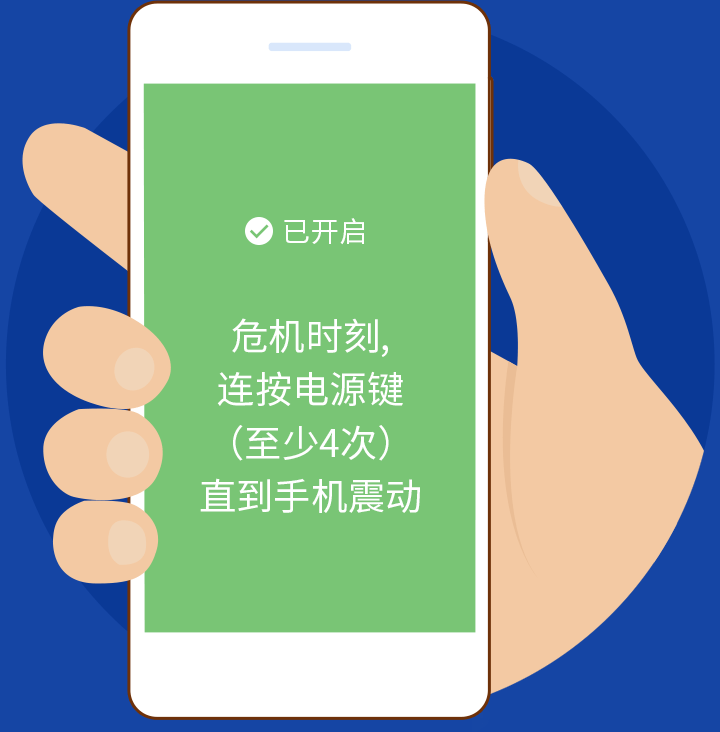 已开启
危机时刻,
连按电源键
（至少4次）
直到手机震动